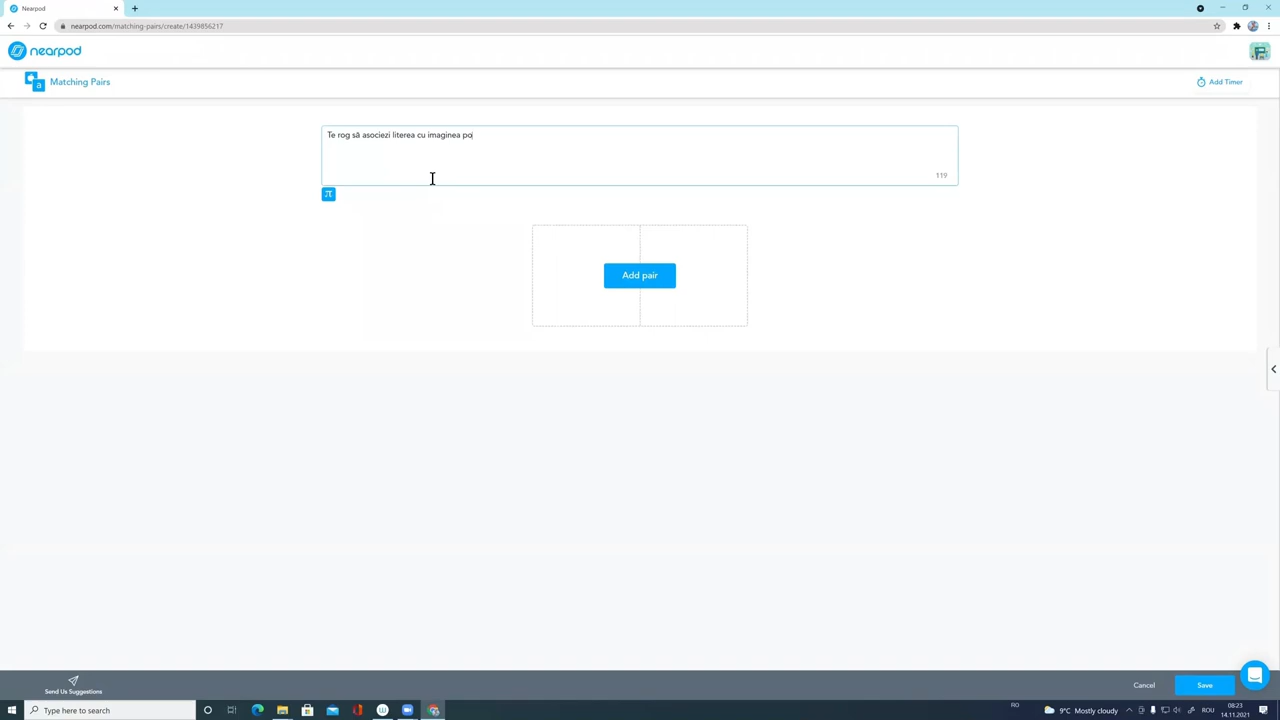 Nearpod
nearpod.com/matching-pairs/create/1439856217
nearpod
a
Matching Pairs
Add Timer
Te rog să asociezi literea cu imaginea po
119
π
Add pair
Send Us Suggestions
Cancel
Save
Type here to search
RO
9°C Mostly cloudy
ROU
08:23
14.11.2021